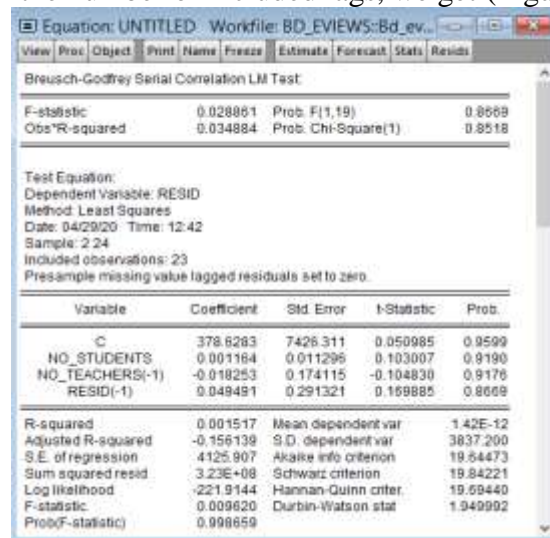 Equation: UNTITLED Workfile: BD_EVIEWS::Bd_ev...
View Proc Object Print Name Freeze Estimate Forecast Stats Resids
Breusch-Godfrey Serial Correlation LM Test:
F-statistic 0.028861 Prob. F(1,19) 0.8669
Obs*R-squared 0.034884 Prob. Chi-Square(1) 0.8518
Test Equation:
Dependent Variable: RESID
Method: Least Squares
Date: 04/29/20 Time: 12:42
Sample: 2 24
Included observations: 23
Presample missing value lagged residuals set to zero.
Variable Coefficient Std. Error t-Statistic Prob.
C 378.6283 7426.311 0.050985 0.9599
NO_STUDENTS 0.001164 0.011296 0.103007 0.9190
NO_TEACHERS(-1) -0.018253 0.174115 -0.104830 0.9176
RESID(-1) 0.049491 0.291321 0.169885 0.8669
R-squared 0.001517 Mean dependent var 1.42E-12
Adjusted R-squared -0.156139 S.D. dependent var 3837.200
S.E. of regression 4125.907 Akaike info criterion 19.64473
Sum squared resid 3.23E+08 Schwarz criterion 19.84221
Log likelihood -221.9144 Hannan-Quinn criter. 19.69440
F-statistic 0.009620 Durbin-Watson stat 1.949992
Prob(F-statistic) 0.998659